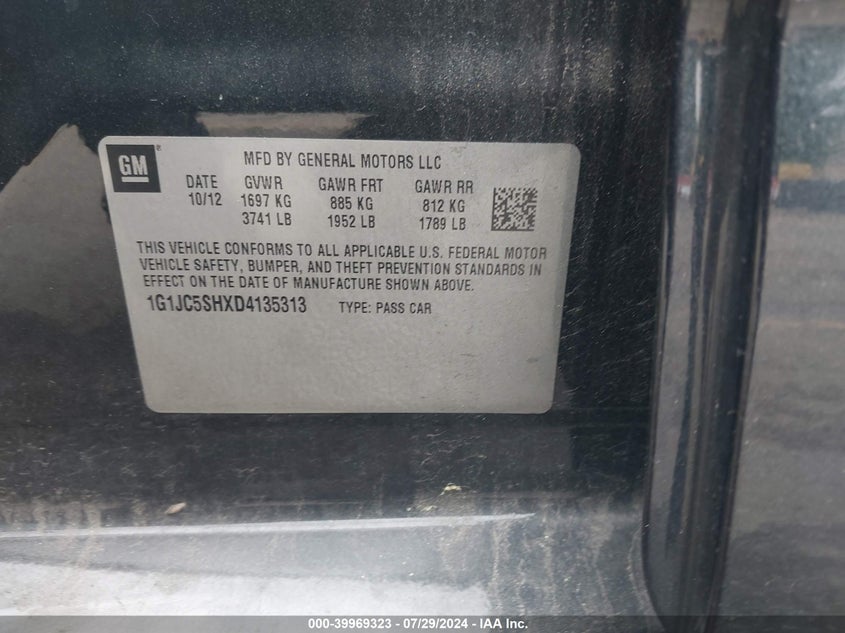 GM
MFD BY GENERAL MOTORS LLC
DATE GVWR GAWR FRT GAWR RR
10/12 1697 KG 885 KG 812 KG
3741 LB 1952 LB 1789 LB
THIS VEHICLE CONFORMS TO ALL APPLICABLE U.S. FEDERAL MOTOR
VEHICLE SAFETY, BUMPER, AND THEFT PREVENTION STANDARDS IN
EFFECT ON THE DATE OF MANUFACTURE SHOWN ABOVE.
1G1JC5SHXD4135313 TYPE: PASS CAR
000-39969323 / 07/29/2024 - IAA Inc.